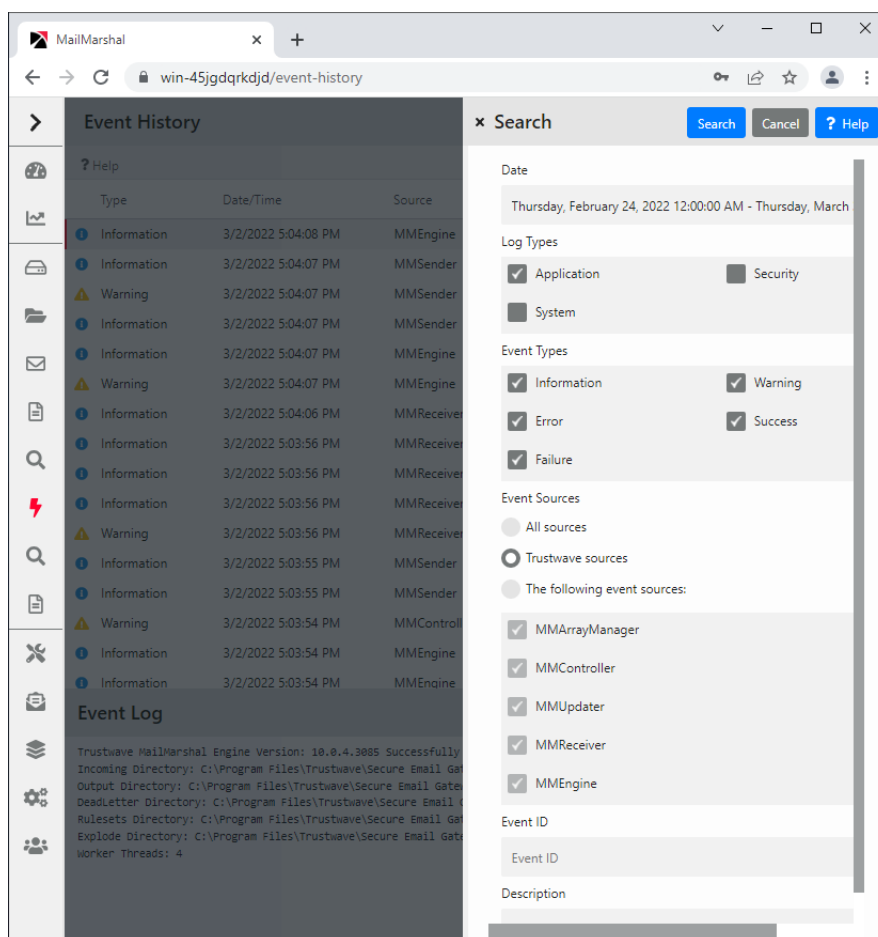 MailMarshal
win-45jgdqrkdjd/event-history
Event History
? Help
Type Date/Time Source
Information 3/2/2022 5:04:08 PM MMEngine
Information 3/2/2022 5:04:07 PM MMSender
Warning 3/2/2022 5:04:07 PM MMSender
Information 3/2/2022 5:04:07 PM MMSender
Information 3/2/2022 5:04:07 PM MMEngine
Warning 3/2/2022 5:04:07 PM MMEngine
Information 3/2/2022 5:04:06 PM MMReceiver
Information 3/2/2022 5:03:56 PM MMReceiver
Information 3/2/2022 5:03:56 PM MMReceiver
Information 3/2/2022 5:03:56 PM MMReceiver
Warning 3/2/2022 5:03:56 PM MMReceiver
Information 3/2/2022 5:03:55 PM MMSender
Information 3/2/2022 5:03:55 PM MMSender
Warning 3/2/2022 5:03:54 PM MMControll
Information 3/2/2022 5:03:54 PM MMEngine
Information 3/2/2022 5:03:54 PM MMEngine
Event Log
Trustwave MailMarshal Engine Version: 10.0.4.3085 Successfully
Incoming Directory: C:\Program Files\Trustwave\Secure Email Gat
Output Directory: C:\Program Files\Trustwave\Secure Email Gatew
DeadLetter Directory: C:\Program Files\Trustwave\Secure Email G
Rulesets Directory: C:\Program Files\Trustwave\Secure Email Gat
Explode Directory: C:\Program Files\Trustwave\Secure Email Gate
Worker Threads: 4
× Search
Search Cancel ? Help
Date
Thursday, February 24, 2022 12:00:00 AM - Thursday, March
Log Types
Application Security
System
Event Types
Information Warning
Error Success
Failure
Event Sources
All sources
Trustwave sources
The following event sources:
MMArrayManager
MMController
MMUpdater
MMReceiver
MMEngine
Event ID
Event ID
Description